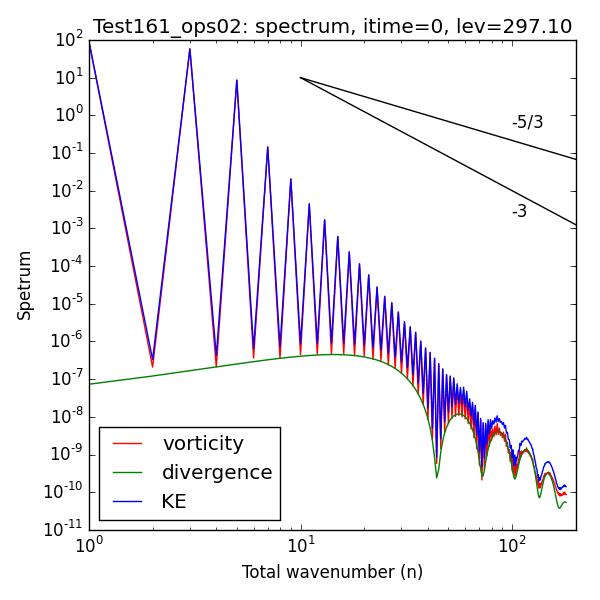 Test161_ops02: spectrum, itime=0, lev=297.10
10^2
10^1
10^0
10^-1
10^-2
10^-3
10^-4
10^-5
10^-6
10^-7
10^-8
10^-9
10^-10
10^-11
Spetrum
-5/3
-3
vorticity
divergence
KE
10^0 10^1 10^2
Total wavenumber (n)